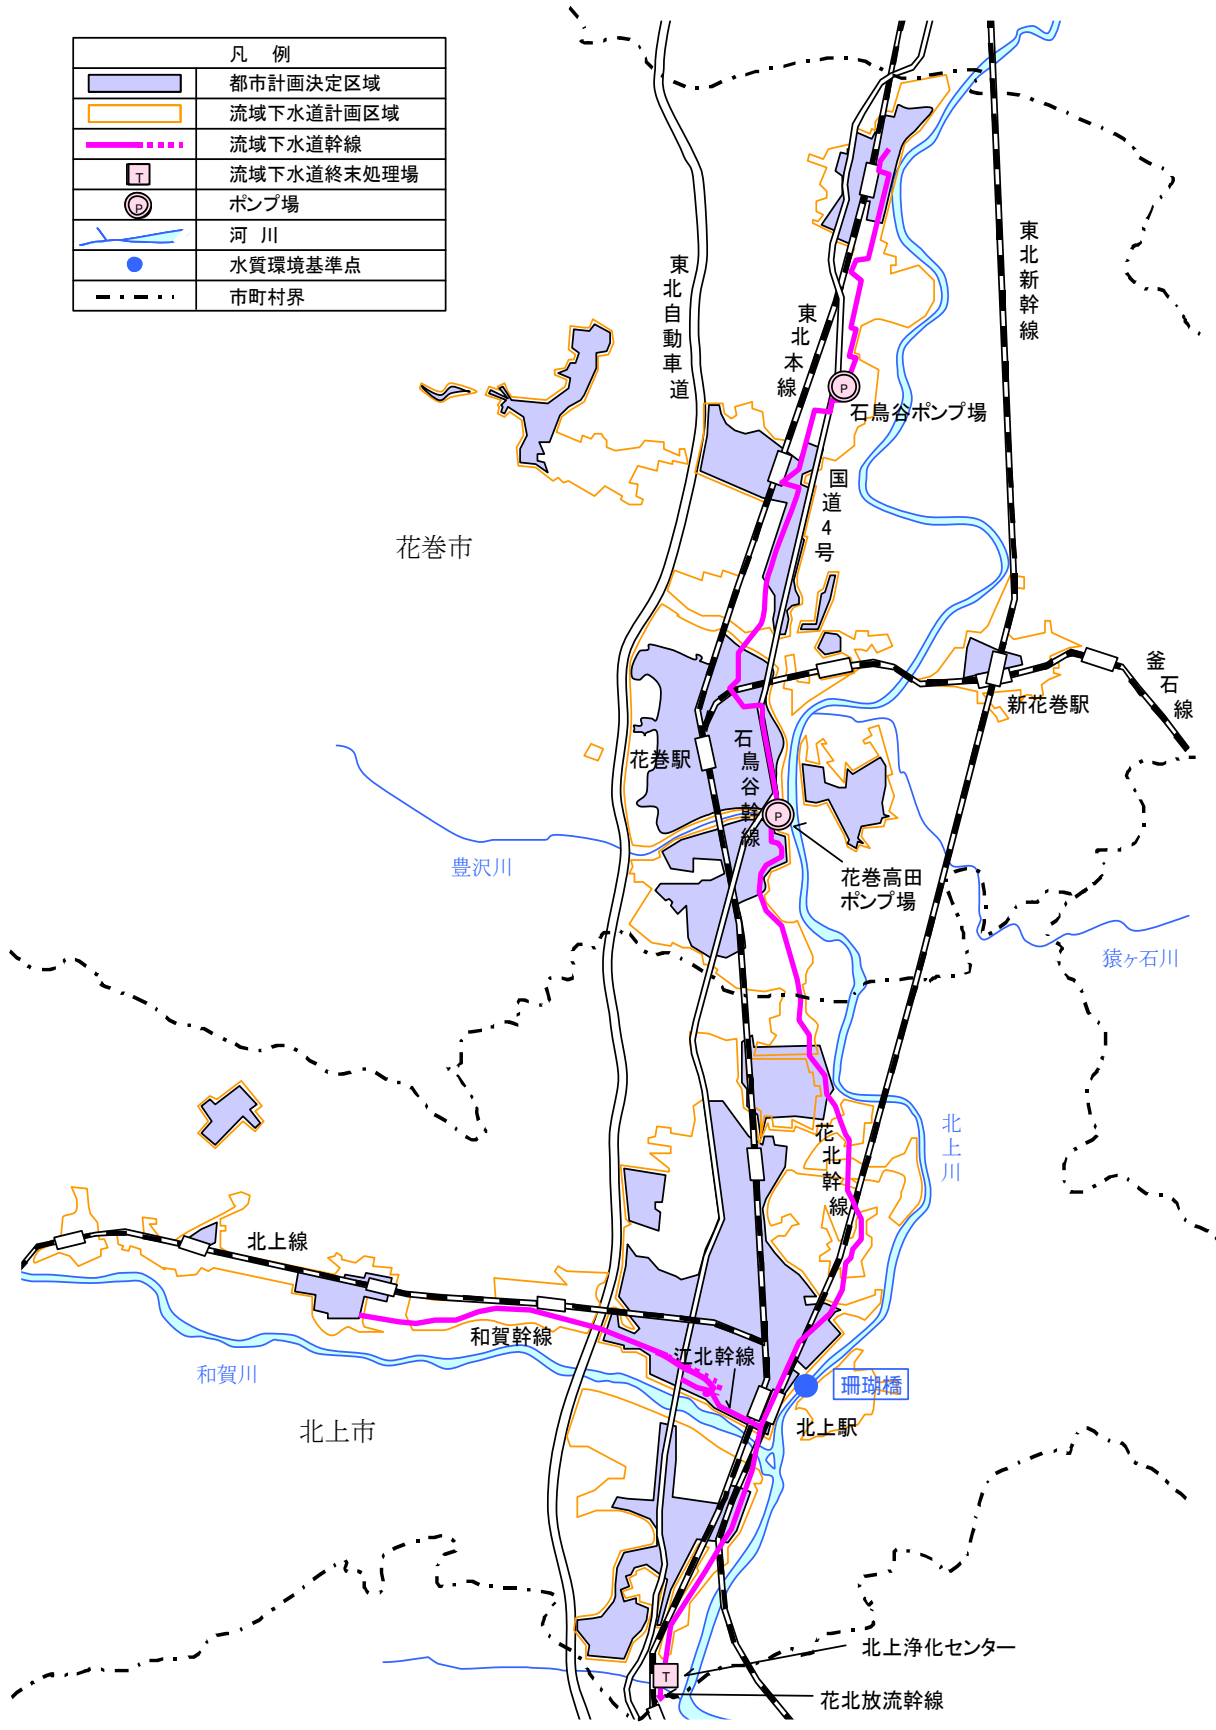 凡 例
都市計画決定区域
流域下水道計画区域
流域下水道幹線
T
流域下水道終末処理場
P
ポンプ場
河 川
水質環境基準点
市町村界
東北自動車道
東北本線
東北新幹線
P
石鳥谷ポンプ場
国道4号
花巻市
釜石線
新花巻駅
花巻駅
石鳥谷幹線
P
豊沢川
花巻高田
ポンプ場
猿ヶ石川
北上川
花北幹線
北上線
和賀幹線
江北幹線
和賀川
珊瑚橋
北上駅
北上市
北上浄化センター
T
花北放流幹線